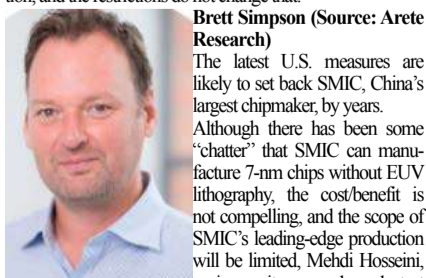 tion, and the restrictions do not change that.
Brett Simpson (Source: Arete
Research)
The latest U.S. measures are
likely to set back SMIC, China's
largest chipmaker, by years.
Although there has been some
“chatter” that SMIC can manu-
facture 7-nm chips without EUV
lithography, the cost/benefit is
not compelling, and the scope of
SMIC's leading-edge production
will be limited, Mehdi Hosseini,